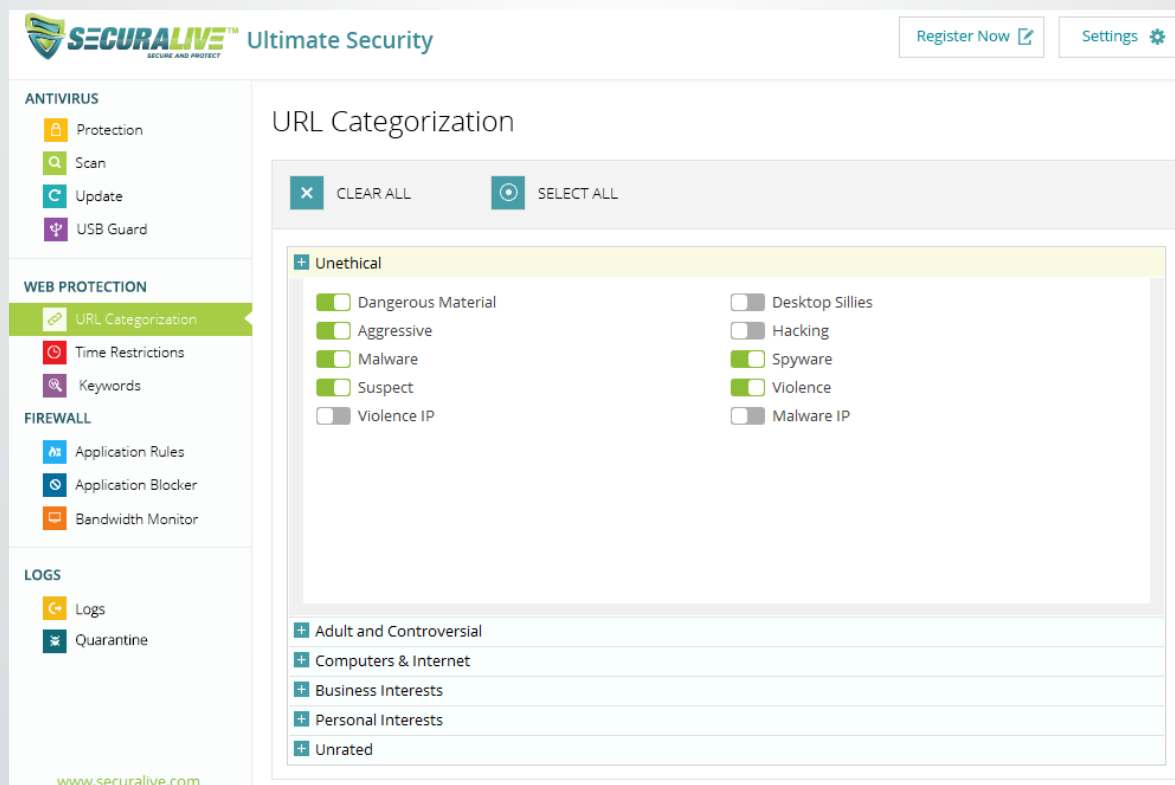 SECURALIVE™ Ultimate Security
SECURE AND PROTECT
Register Now
Settings
ANTIVIRUS
Protection
Scan
Update
USB Guard
WEB PROTECTION
URL Categorization
Time Restrictions
Keywords
FIREWALL
Application Rules
Application Blocker
Bandwidth Monitor
LOGS
Logs
Quarantine
www.securalive.com
URL Categorization
CLEAR ALL
SELECT ALL
Unethical
Dangerous Material
Desktop Sillies
Aggressive
Hacking
Malware
Spyware
Suspect
Violence
Violence IP
Malware IP
Adult and Controversial
Computers & Internet
Business Interests
Personal Interests
Unrated